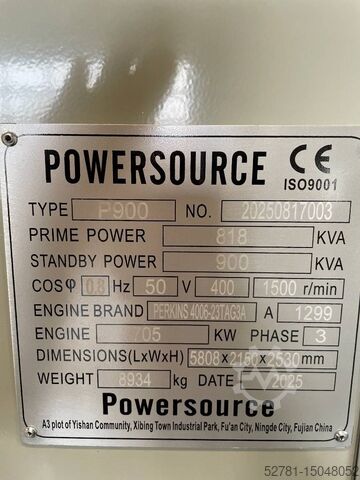 POWERSOURCE CE
ISO9001
TYPE P900 NO. 20250817003
PRIME POWER 818 KVA
STANDBY POWER 900 KVA
COSφ 0.8 Hz 50 V 400 1500 r/min
ENGINE BRAND PERKINS 4006-23TAG3A A 1299
ENGINE 705 KW PHASE 3
DIMENSIONS(LxWxH) 5808×2150×2530mm
WEIGHT 8934 kg DATE 2025
Powersource
A3 plot of Yishan Community, Xibing Town Industrial Park, Fu'an City, Ningde City, Fujian China
52781-15048052